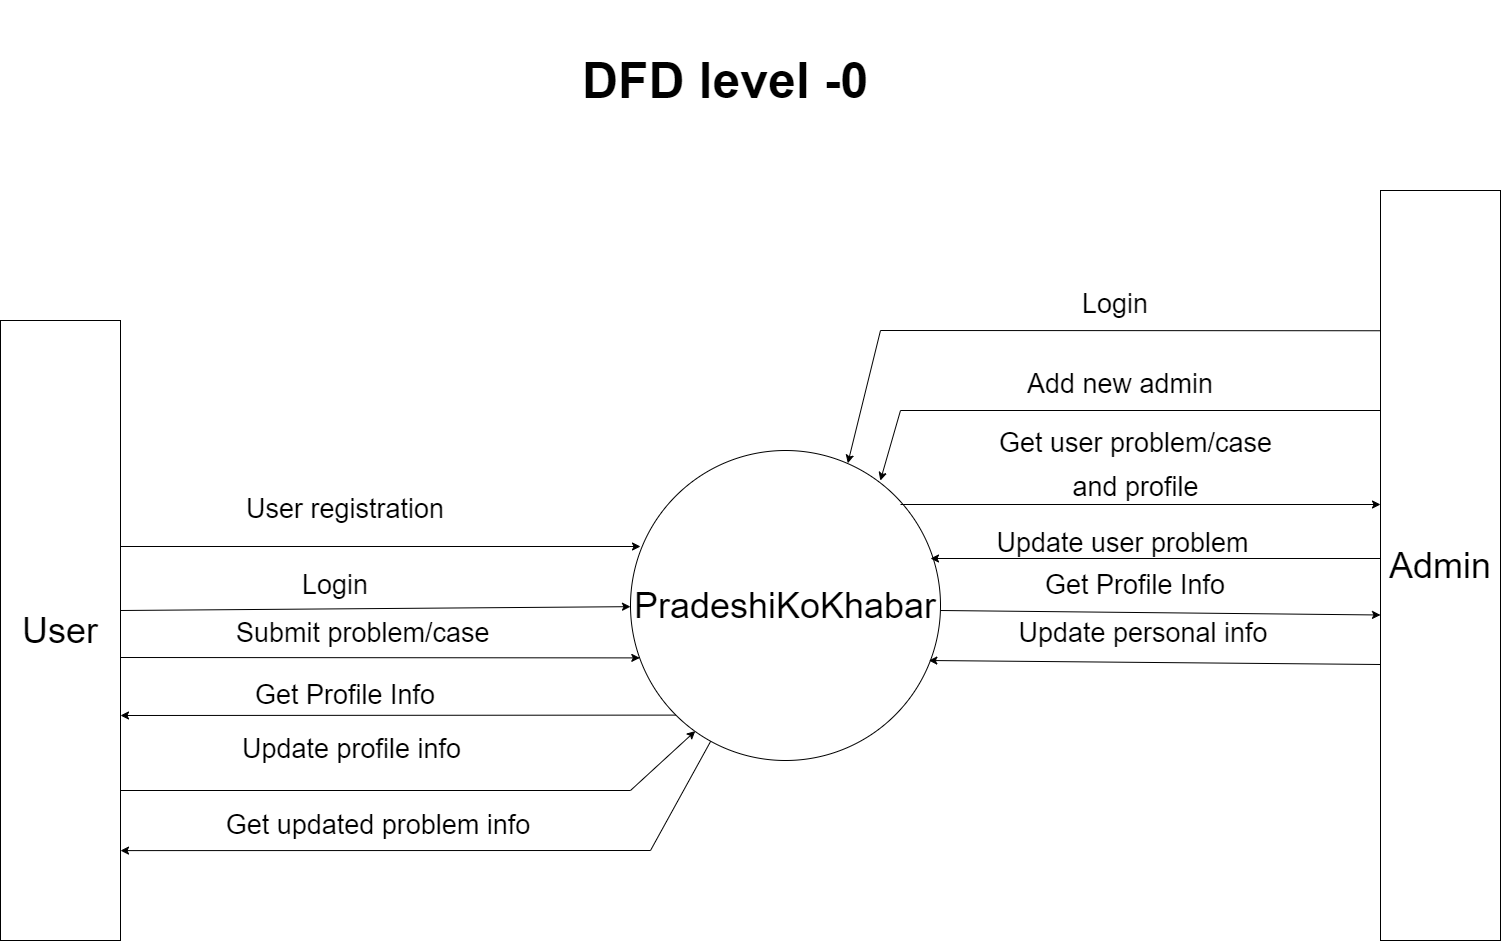 DFD level -0
Login
Add new admin
Get user problem/case
and profile
Update user problem
Get Profile Info
Update personal info
Admin
User registration
Login
Submit problem/case
Get Profile Info
Update profile info
Get updated problem info
User
PradeshiKoKhabar